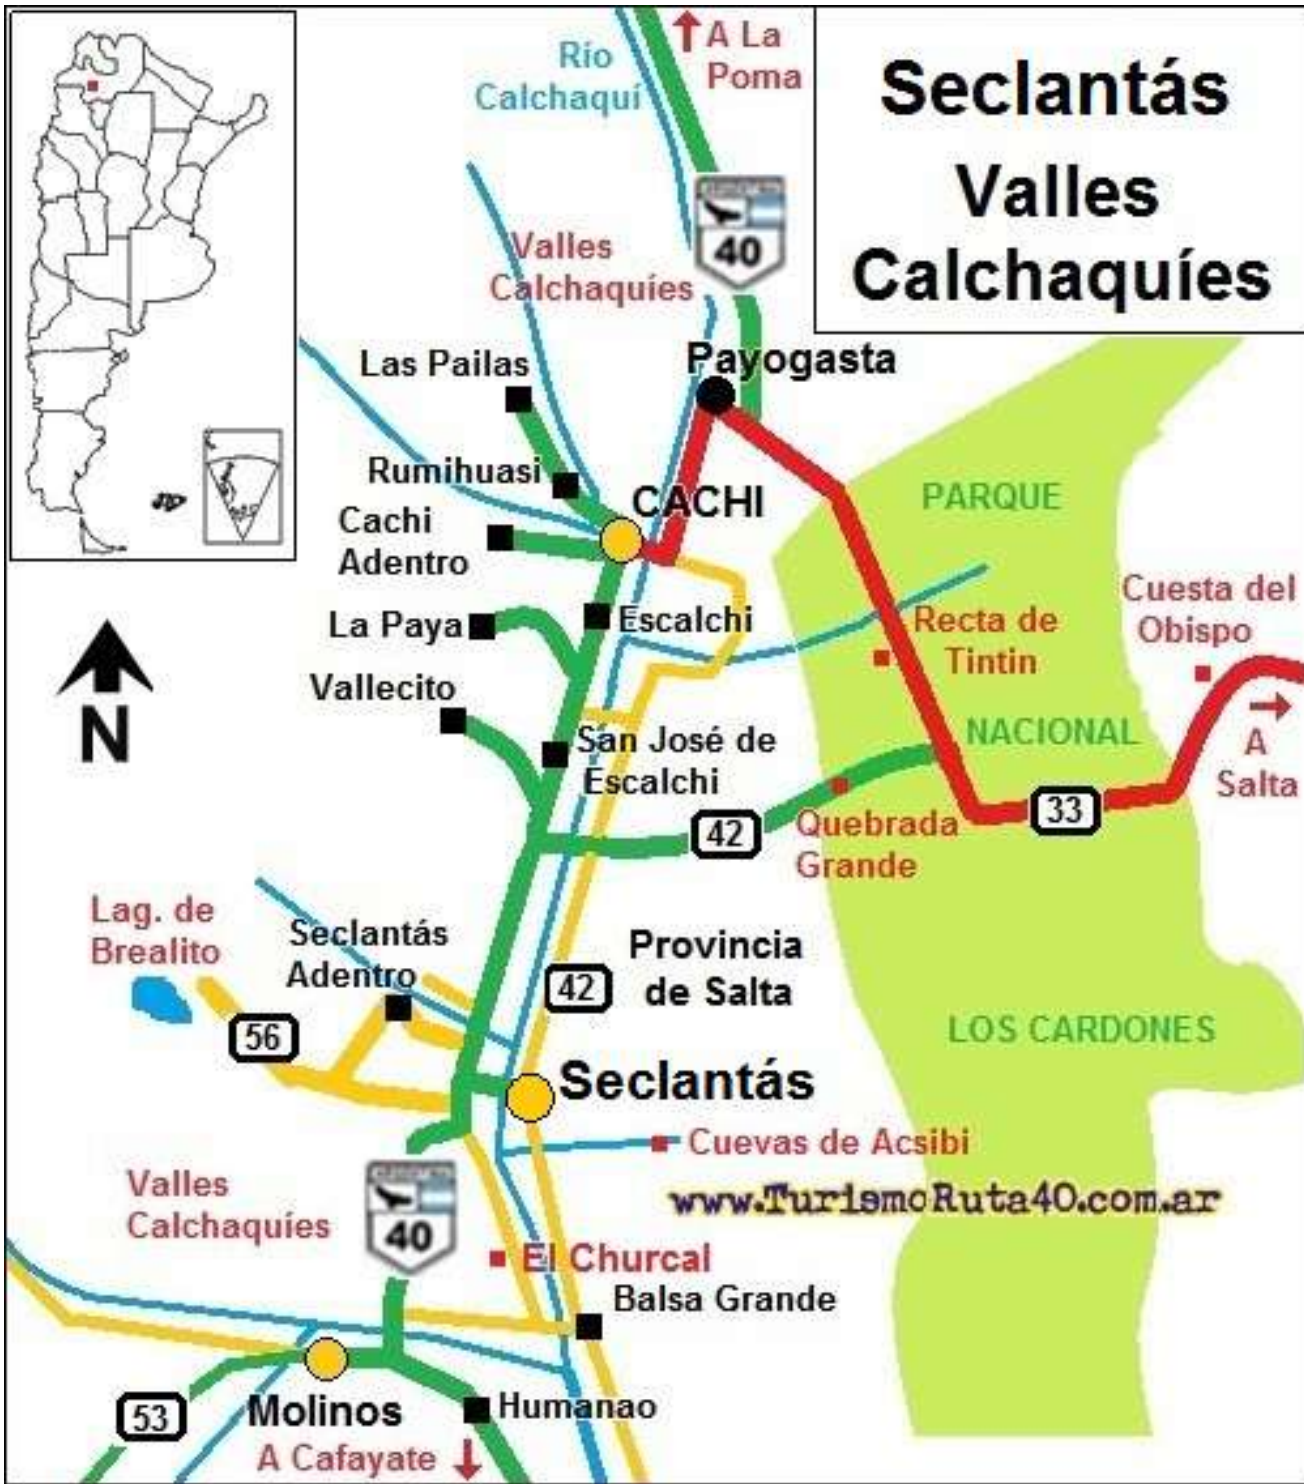 Seclantás
Valles
Calchaquíes
A La
Poma
Río
Calchaquí
40
Valles
Calchaquíes
Payogasta
Las Pailas
Rumihuasi
CACHI
PARQUE
Cachi
Adentro
Cuesta del
Obispo
La Paya
Escalchi
Recta de
Tintin
Vallecito
N
San José de
Escalchi
NACIONAL
A
Salta
33
42
Quebrada
Grande
Lag. de
Brealito
Seclantás
Adentro
Provincia
de Salta
42
56
LOS CARDONES
Seclantás
Cuevas de Acsibi
Valles
Calchaquíes
www.TurismoRuta40.com.ar
40
El Churcal
Balsa Grande
53
Molinos
Humanao
A Cafayate